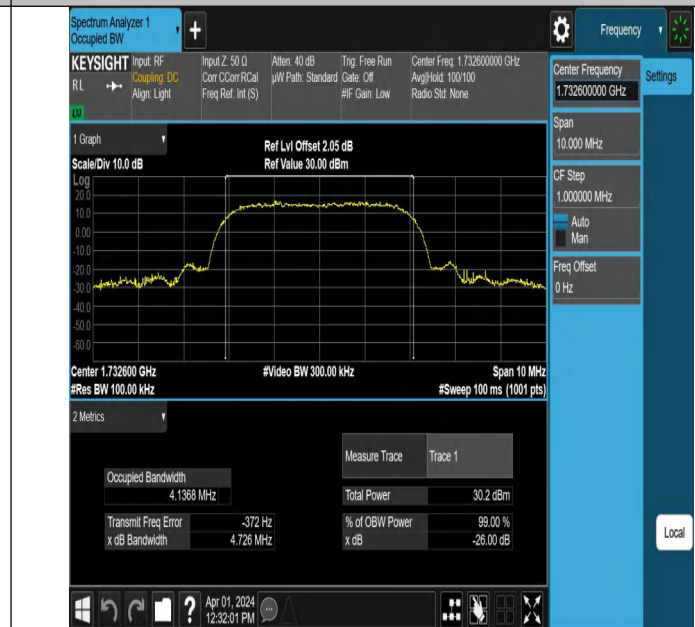 Spectrum Analyzer 1
Occupied BW
Frequency
KEYSIGHT
RL
LXI
Input: RF
Coupling: DC
Align: Light
Input Z: 50 Ω
Corr CCorr RCal
Freq Ref: Int (S)
Atten: 40 dB
µW Path: Standard
Trig: Free Run
Gate: Off
#IF Gain: Low
Center Freq: 1.732600000 GHz
Avg|Hold: 100/100
Radio Std: None
Center Frequency
1.732600000 GHz
Settings
Span
10.000 MHz
CF Step
1.000000 MHz
Auto
Man
Freq Offset
0 Hz
Local
1 Graph
Scale/Div 10.0 dB
Ref Lvl Offset 2.05 dB
Ref Value 30.00 dBm
Log
20.0
10.0
0.00
-10.0
-20.0
-30.0
-40.0
-50.0
-60.0
Center 1.732600 GHz
#Res BW 100.00 kHz
#Video BW 300.00 kHz
Span 10 MHz
#Sweep 100 ms (1001 pts)
2 Metrics
Measure Trace Trace 1
Occupied Bandwidth
4.1368 MHz
Total Power 30.2 dBm
Transmit Freq Error -372 Hz
% of OBW Power 99.00 %
x dB Bandwidth 4.726 MHz
x dB -26.00 dB
?
Apr 01, 2024
12:32:01 PM